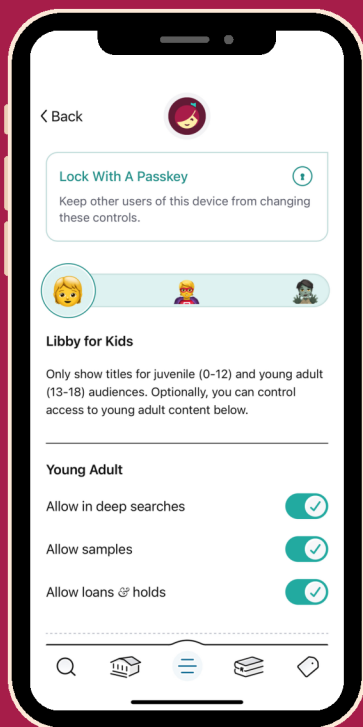 Back
Lock With A Passkey
Keep other users of this device from changing
these controls.
Libby for Kids
Only show titles for juvenile (0-12) and young adult
(13-18) audiences. Optionally, you can control
access to young adult content below.
Young Adult
Allow in deep searches
Allow samples
Allow loans & holds